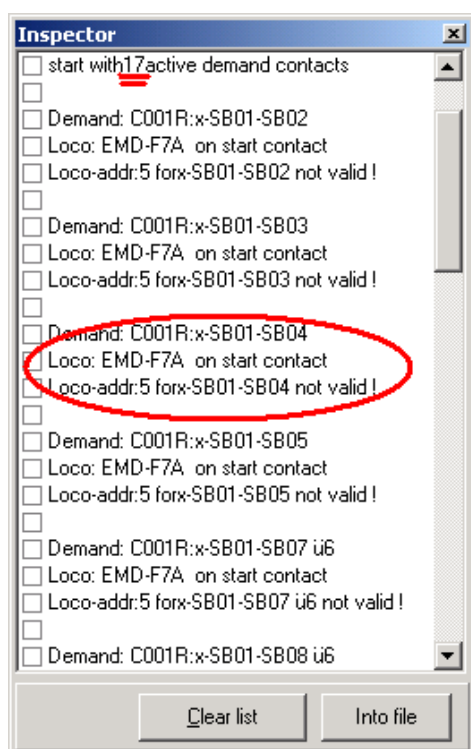 Inspector
start with17active demand contacts
Demand: C001R:x-SB01-SB02
Loco: EMD-F7A  on start contact
Loco-addr:5 forx-SB01-SB02 not valid !
Demand: C001R:x-SB01-SB03
Loco: EMD-F7A  on start contact
Loco-addr:5 forx-SB01-SB03 not valid !
Demand: C001R:x-SB01-SB04
Loco: EMD-F7A  on start contact
Loco-addr:5 forx-SB01-SB04 not valid !
Demand: C001R:x-SB01-SB05
Loco: EMD-F7A  on start contact
Loco-addr:5 forx-SB01-SB05 not valid !
Demand: C001R:x-SB01-SB07 ü6
Loco: EMD-F7A  on start contact
Loco-addr:5 forx-SB01-SB07 ü6 not valid !
Demand: C001R:x-SB01-SB08 ü6
Clear list
Into file